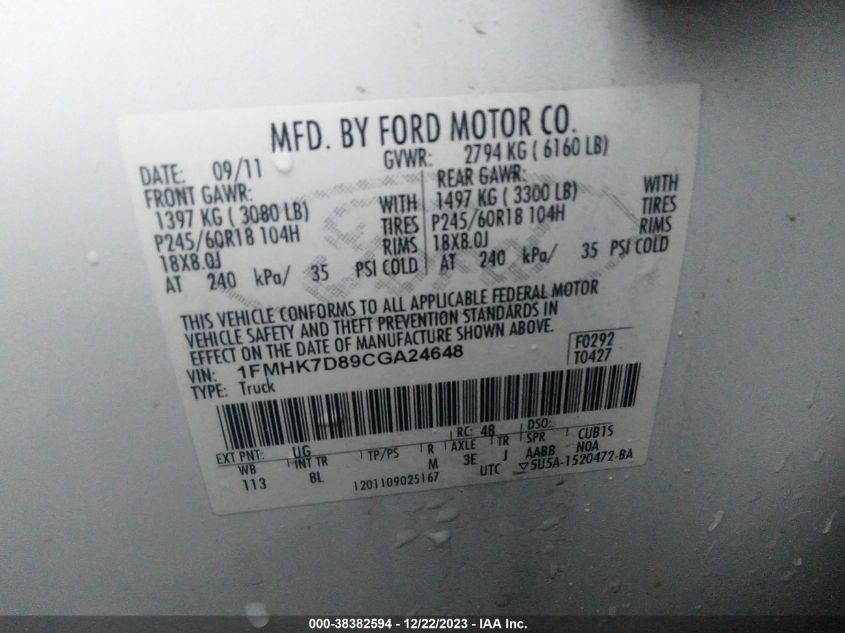 MFD. BY FORD MOTOR CO.
DATE: 09/11 GVWR: 2794 KG ( 6160 LB)
FRONT GAWR: REAR GAWR:
1397 KG ( 3080 LB) WITH 1497 KG ( 3300 LB) WITH
P245/60R18 104H TIRES P245/60R18 104H TIRES
18X8.0J RIMS 18X8.0J RIMS
AT 240 kPa/ 35 PSI COLD AT 240 kPa/ 35 PSI COLD
THIS VEHICLE CONFORMS TO ALL APPLICABLE FEDERAL MOTOR
VEHICLE SAFETY AND THEFT PREVENTION STANDARDS IN
EFFECT ON THE DATE OF MANUFACTURE SHOWN ABOVE.
VIN: 1FMHK7D89CGA24648 F0292
TYPE: Truck T0427
EXT PNT: UG RC: 48 DSO:
WB INT TR TP/PS R AXLE TR SPR CUBTS
113 8L M 3E J AABB NOA
1201109025167 UTC ▽5U5A-1520472-BA
000-38382594 - 12/22/2023 - IAA Inc.